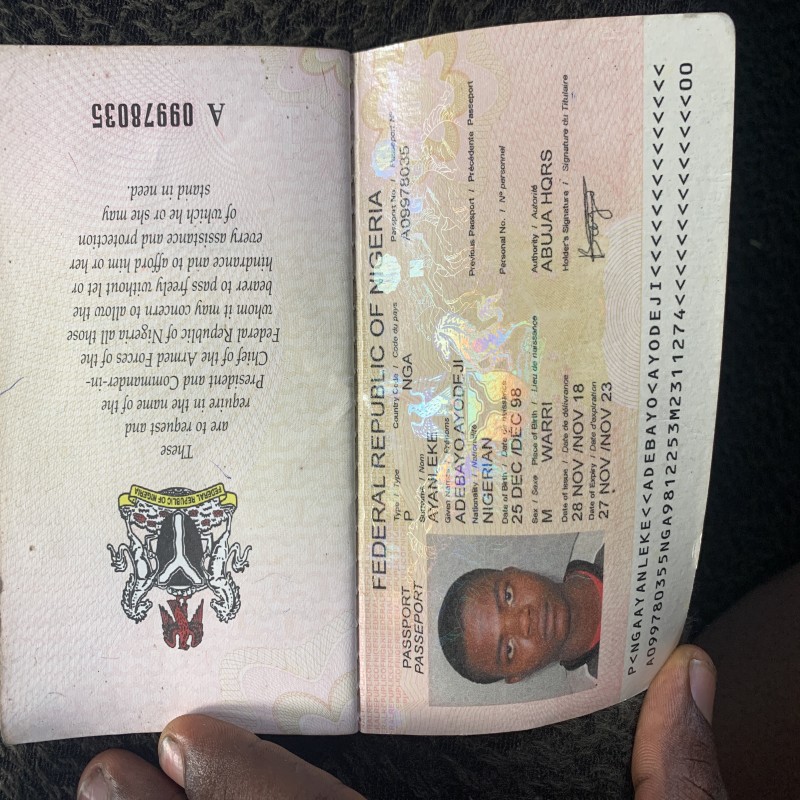 A 09978035
These
are to request and
require in the name of the
President and Commander-in-
Chief of the Armed Forces of the
Federal Republic of Nigeria all those
whom it may concern to allow the
bearer to pass freely without let or
hindrance and to afford him or her
every assistance and protection
of which he or she may
stand in need.
FEDERAL REPUBLIC OF NIGERIA
FEDERAL REPUBLIC OF NIGERIA
PASSPORT
PASSEPORT
Type / Type Country Code / Code du pays Passport No. / Passeport N°
P NGA A09978035
Surname / Nom
AYANLEKE
Given Names / Prénoms
ADEBAYO AYODEJI
Nationality / Nationalité Previous Passport / Précédente Passeport
NIGERIAN
Date of Birth / Date de naissance Personal No. / N° personnel
25 DEC /DEC 98
Sex / Sexe Place of Birth / Lieu de naissance Authority / Autorité
M WARRI ABUJA HQRS
Date of Issue / Date de délivrance Holder's Signature / Signature du Titulaire
28 NOV /NOV 18
Date of Expiry / Date d'expiration
27 NOV /NOV 23
P<NGAAYANLEKE<<ADEBAYO<AYODEJI<<<<<<<<<<<<<<
A099780355NGA9812253M2311274<<<<<<<<<<<<<<00